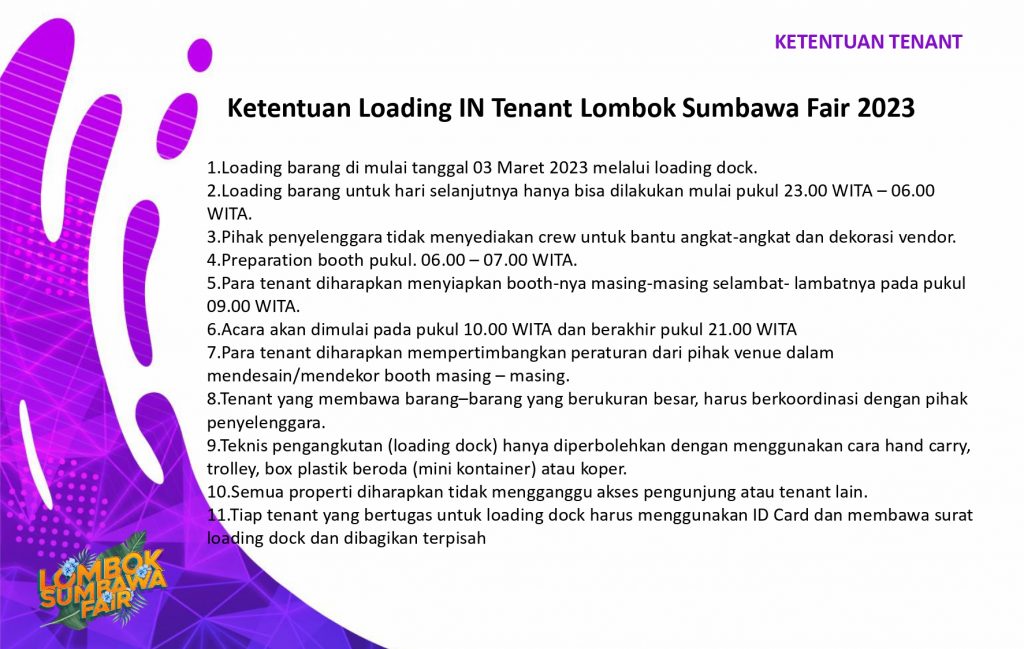 KETENTUAN TENANT
Ketentuan Loading IN Tenant Lombok Sumbawa Fair 2023
1.Loading barang di mulai tanggal 03 Maret 2023 melalui loading dock.
2.Loading barang untuk hari selanjutnya hanya bisa dilakukan mulai pukul 23.00 WITA – 06.00
WITA.
3.Pihak penyelenggara tidak menyediakan crew untuk bantu angkat-angkat dan dekorasi vendor.
4.Preparation booth pukul. 06.00 – 07.00 WITA.
5.Para tenant diharapkan menyiapkan booth-nya masing-masing selambat- lambatnya pada pukul
09.00 WITA.
6.Acara akan dimulai pada pukul 10.00 WITA dan berakhir pukul 21.00 WITA
7.Para tenant diharapkan mempertimbangkan peraturan dari pihak venue dalam
mendesain/mendekor booth masing – masing.
8.Tenant yang membawa barang–barang yang berukuran besar, harus berkoordinasi dengan pihak
penyelenggara.
9.Teknis pengangkutan (loading dock) hanya diperbolehkan dengan menggunakan cara hand carry,
trolley, box plastik beroda (mini kontainer) atau koper.
10.Semua properti diharapkan tidak mengganggu akses pengunjung atau tenant lain.
11.Tiap tenant yang bertugas untuk loading dock harus menggunakan ID Card dan membawa surat
loading dock dan dibagikan terpisah
LOMBOK
SUMBAWA
FAIR